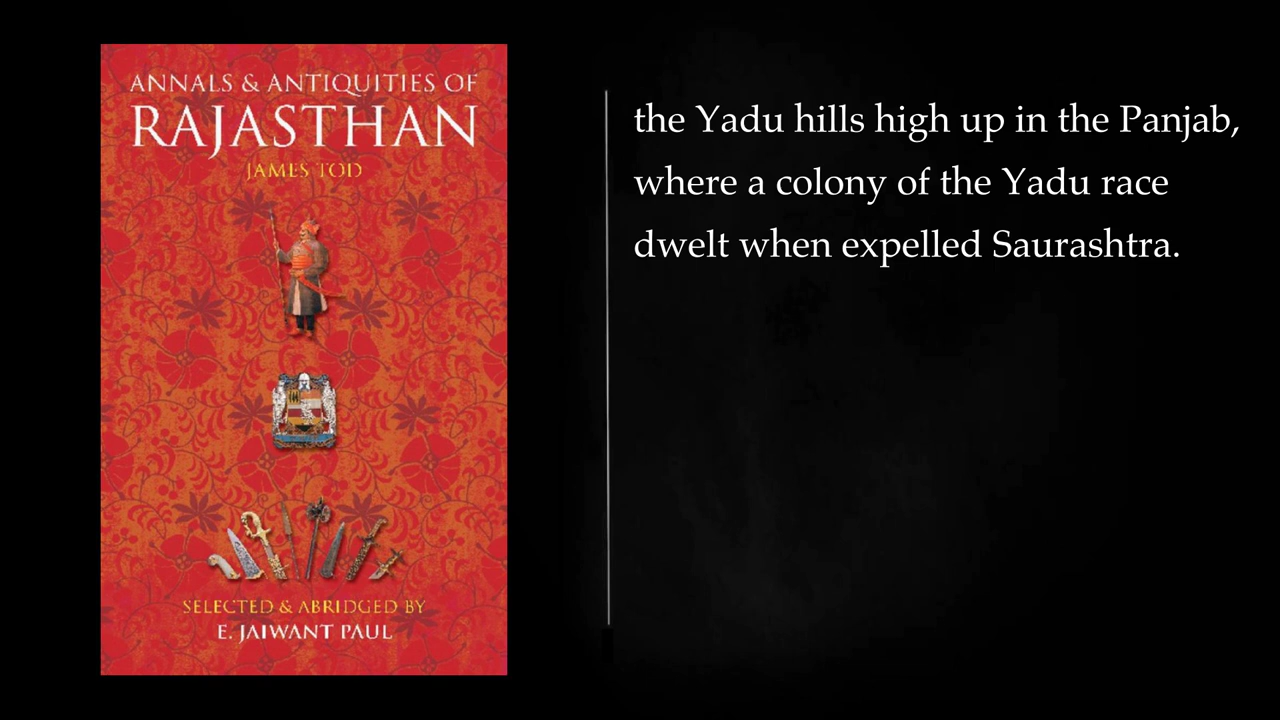 ANNALS & ANTIQUITIES OF
RAJASTHAN
JAMES TOD
SELECTED & ABRIDGED BY
E. JAIWANT PAUL
the Yadu hills high up in the Panjab,
where a colony of the Yadu race
dwelt when expelled Saurashtra.